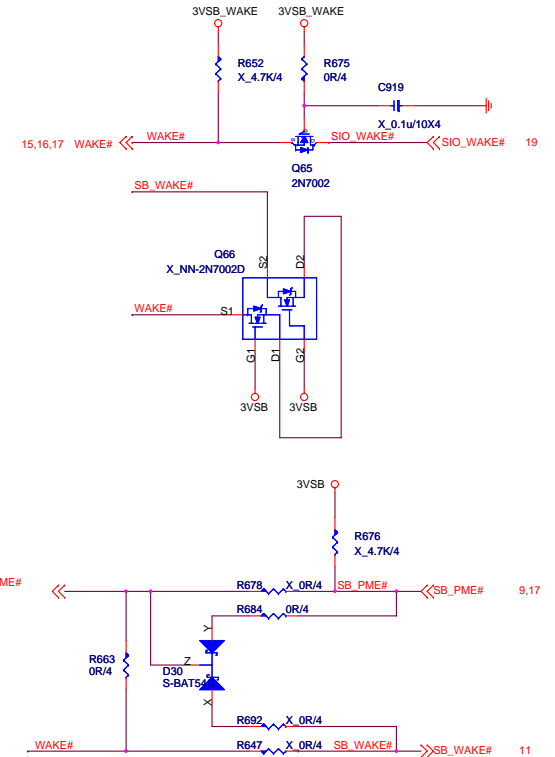 3VSB_WAKE 3VSB_WAKE
R652
X_4.7K/4
R675
0R/4
C919
X_0.1u/10X4
15,16,17 WAKE# WAKE# SIO_WAKE# SIO_WAKE# 19
Q65
2N7002
SB_WAKE#
Q66
X_NN-2N7002D
S2 D2
WAKE# S1
G1 D1 G2
3VSB 3VSB
3VSB
R676
X_4.7K/4
ME# R678 X_0R/4 SB_PME# SB_PME# 9,17
R684 0R/4
Y
R663
0R/4
Z
D30
S-BAT54
X
R692 X_0R/4
WAKE# R647 X_0R/4 SB_WAKE# SB_WAKE# 11